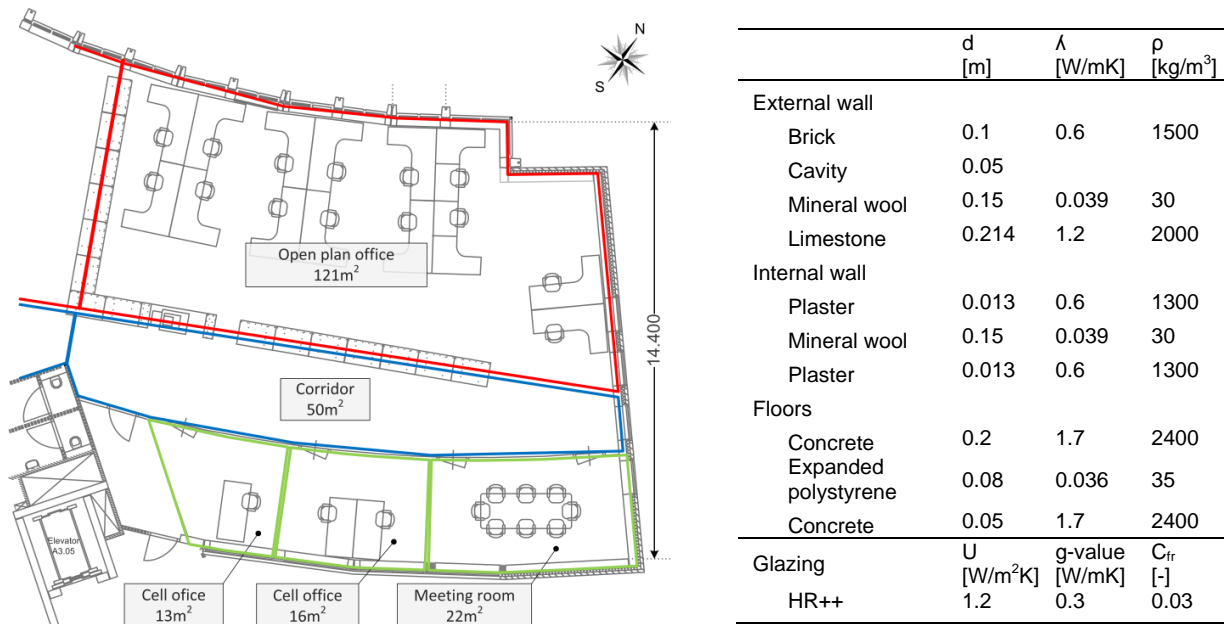 N
S
Open plan office
121m²
14.400
Corridor
50m²
Elevator
A3.05
Cell ofice
13m²
Cell office
16m²
Meeting room
22m²
d ʎ ρ
[m] [W/mK] [kg/m³]
External wall
Brick 0.1 0.6 1500
Cavity 0.05
Mineral wool 0.15 0.039 30
Limestone 0.214 1.2 2000
Internal wall
Plaster 0.013 0.6 1300
Mineral wool 0.15 0.039 30
Plaster 0.013 0.6 1300
Floors
Concrete 0.2 1.7 2400
Expanded
polystyrene 0.08 0.036 35
Concrete 0.05 1.7 2400
Glazing U g-value Cfr
[W/m²K] [W/mK] [-]
HR++ 1.2 0.3 0.03